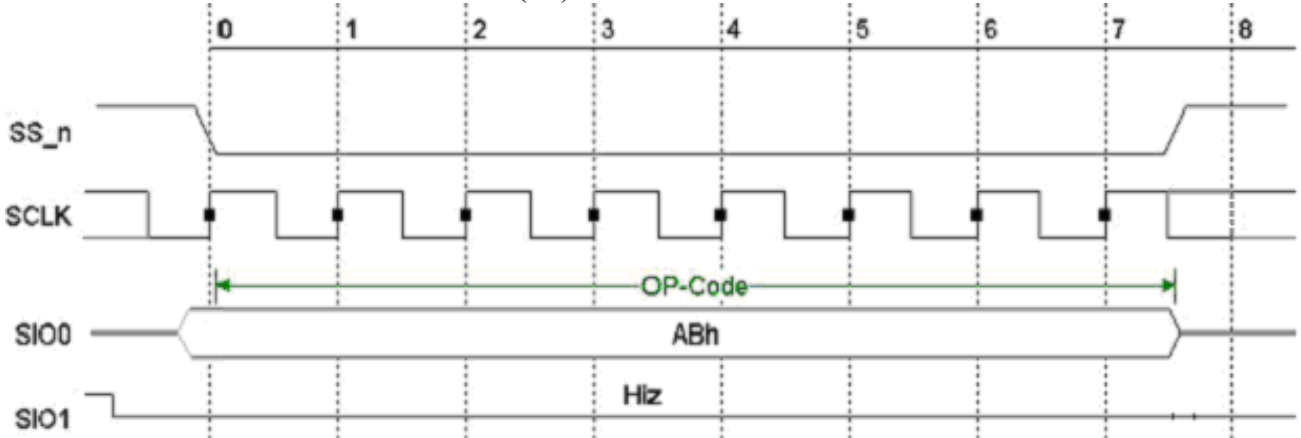 0 1 2 3 4 5 6 7 8
SS_n
SCLK
OP-Code
SIO0 ABh
Hiz
SIO1